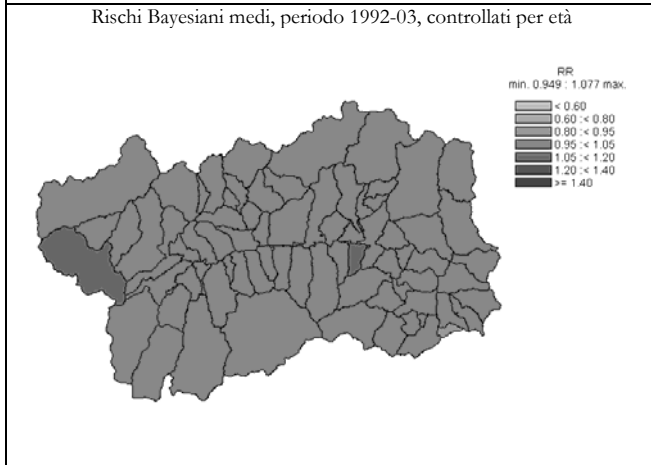 Rischi Bayesiani medi, periodo 1992-03, controllati per età
RR
min. 0.949 : 1.077 max.
< 0.60
0.60 :< 0.80
0.80 :< 0.95
0.95 :< 1.05
1.05 :< 1.20
1.20 :< 1.40
>= 1.40